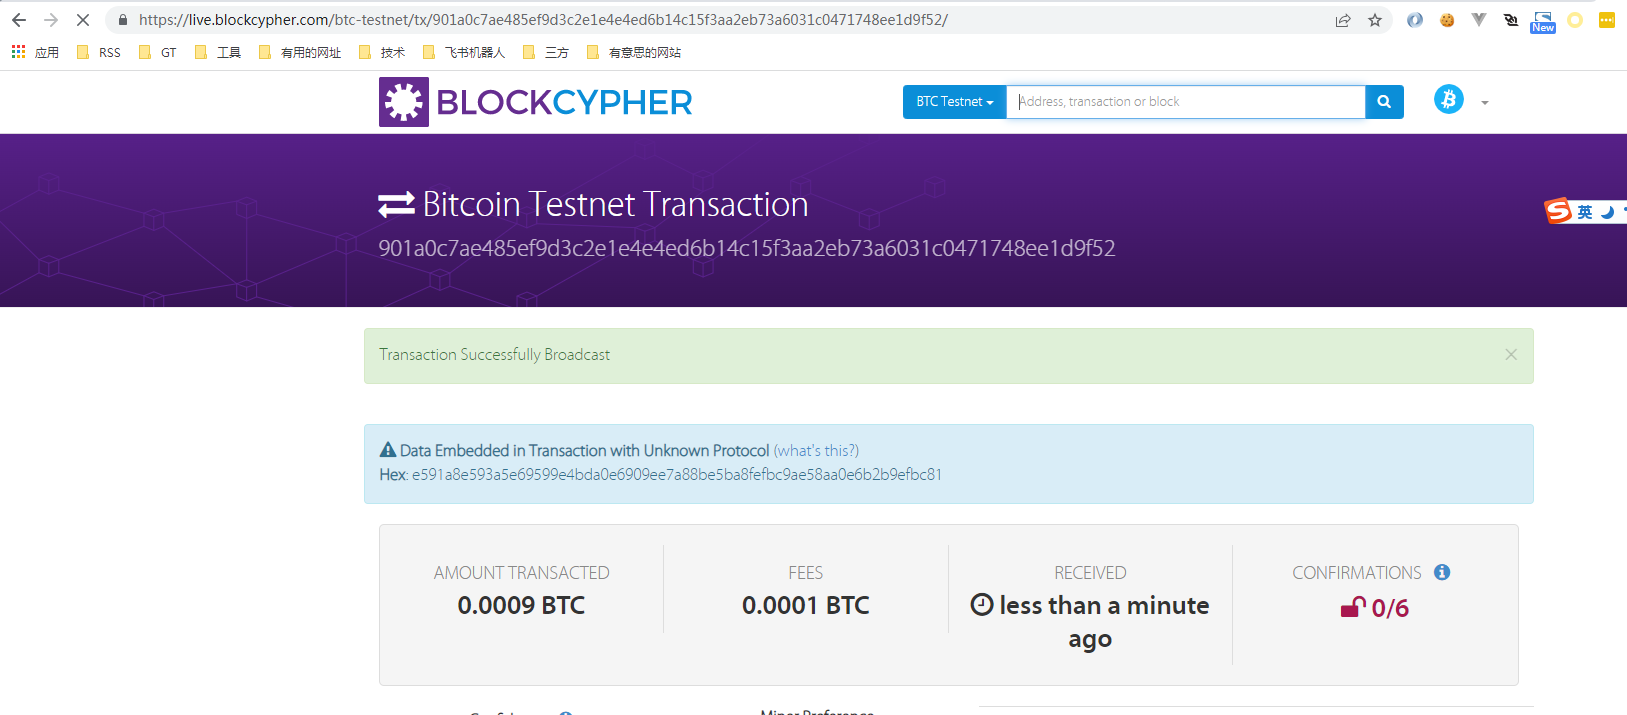 https://live.blockcypher.com/btc-testnet/tx/901a0c7ae485ef9d3c2e1e4e4ed6b14c15f3aa2eb73a6031c0471748ee1d9f52/
New
应用 RSS GT 工具 有用的网址 技术 飞书机器人 三方 有意思的网站
BLOCKCYPHER
BTC Testnet
Address, transaction or block
Bitcoin Testnet Transaction
英
901a0c7ae485ef9d3c2e1e4e4ed6b14c15f3aa2eb73a6031c0471748ee1d9f52
Transaction Successfully Broadcast
Data Embedded in Transaction with Unknown Protocol (what's this?)
Hex: e591a8e593a5e69599e4bda0e6909ee7a88be5ba8fefbc9ae58aa0e6b2b9efbc81
AMOUNT TRANSACTED
0.0009 BTC
FEES
0.0001 BTC
RECEIVED
less than a minute
ago
CONFIRMATIONS
0/6
Miner Preference